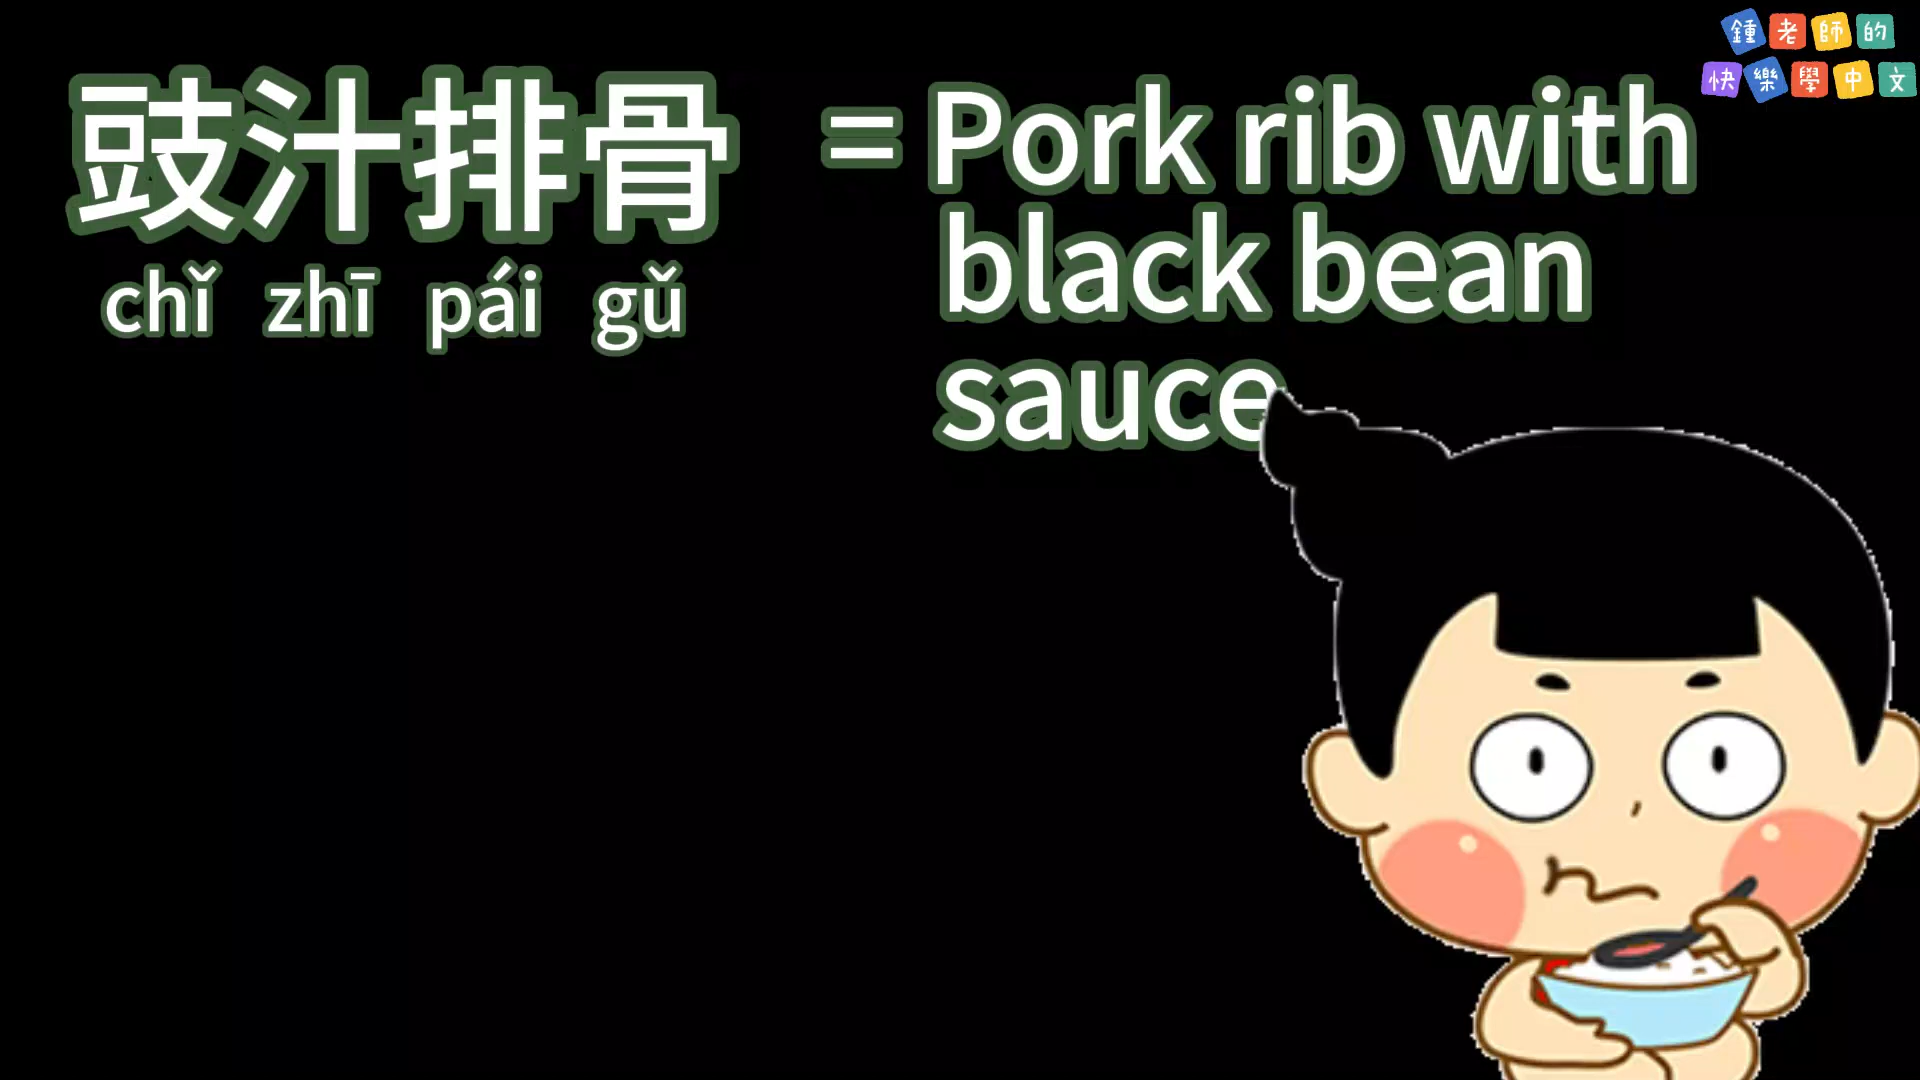 鍾老師的
快樂學中文
豉汁排骨
chǐ zhī pái gǔ
= Pork rib with
black bean
sauce